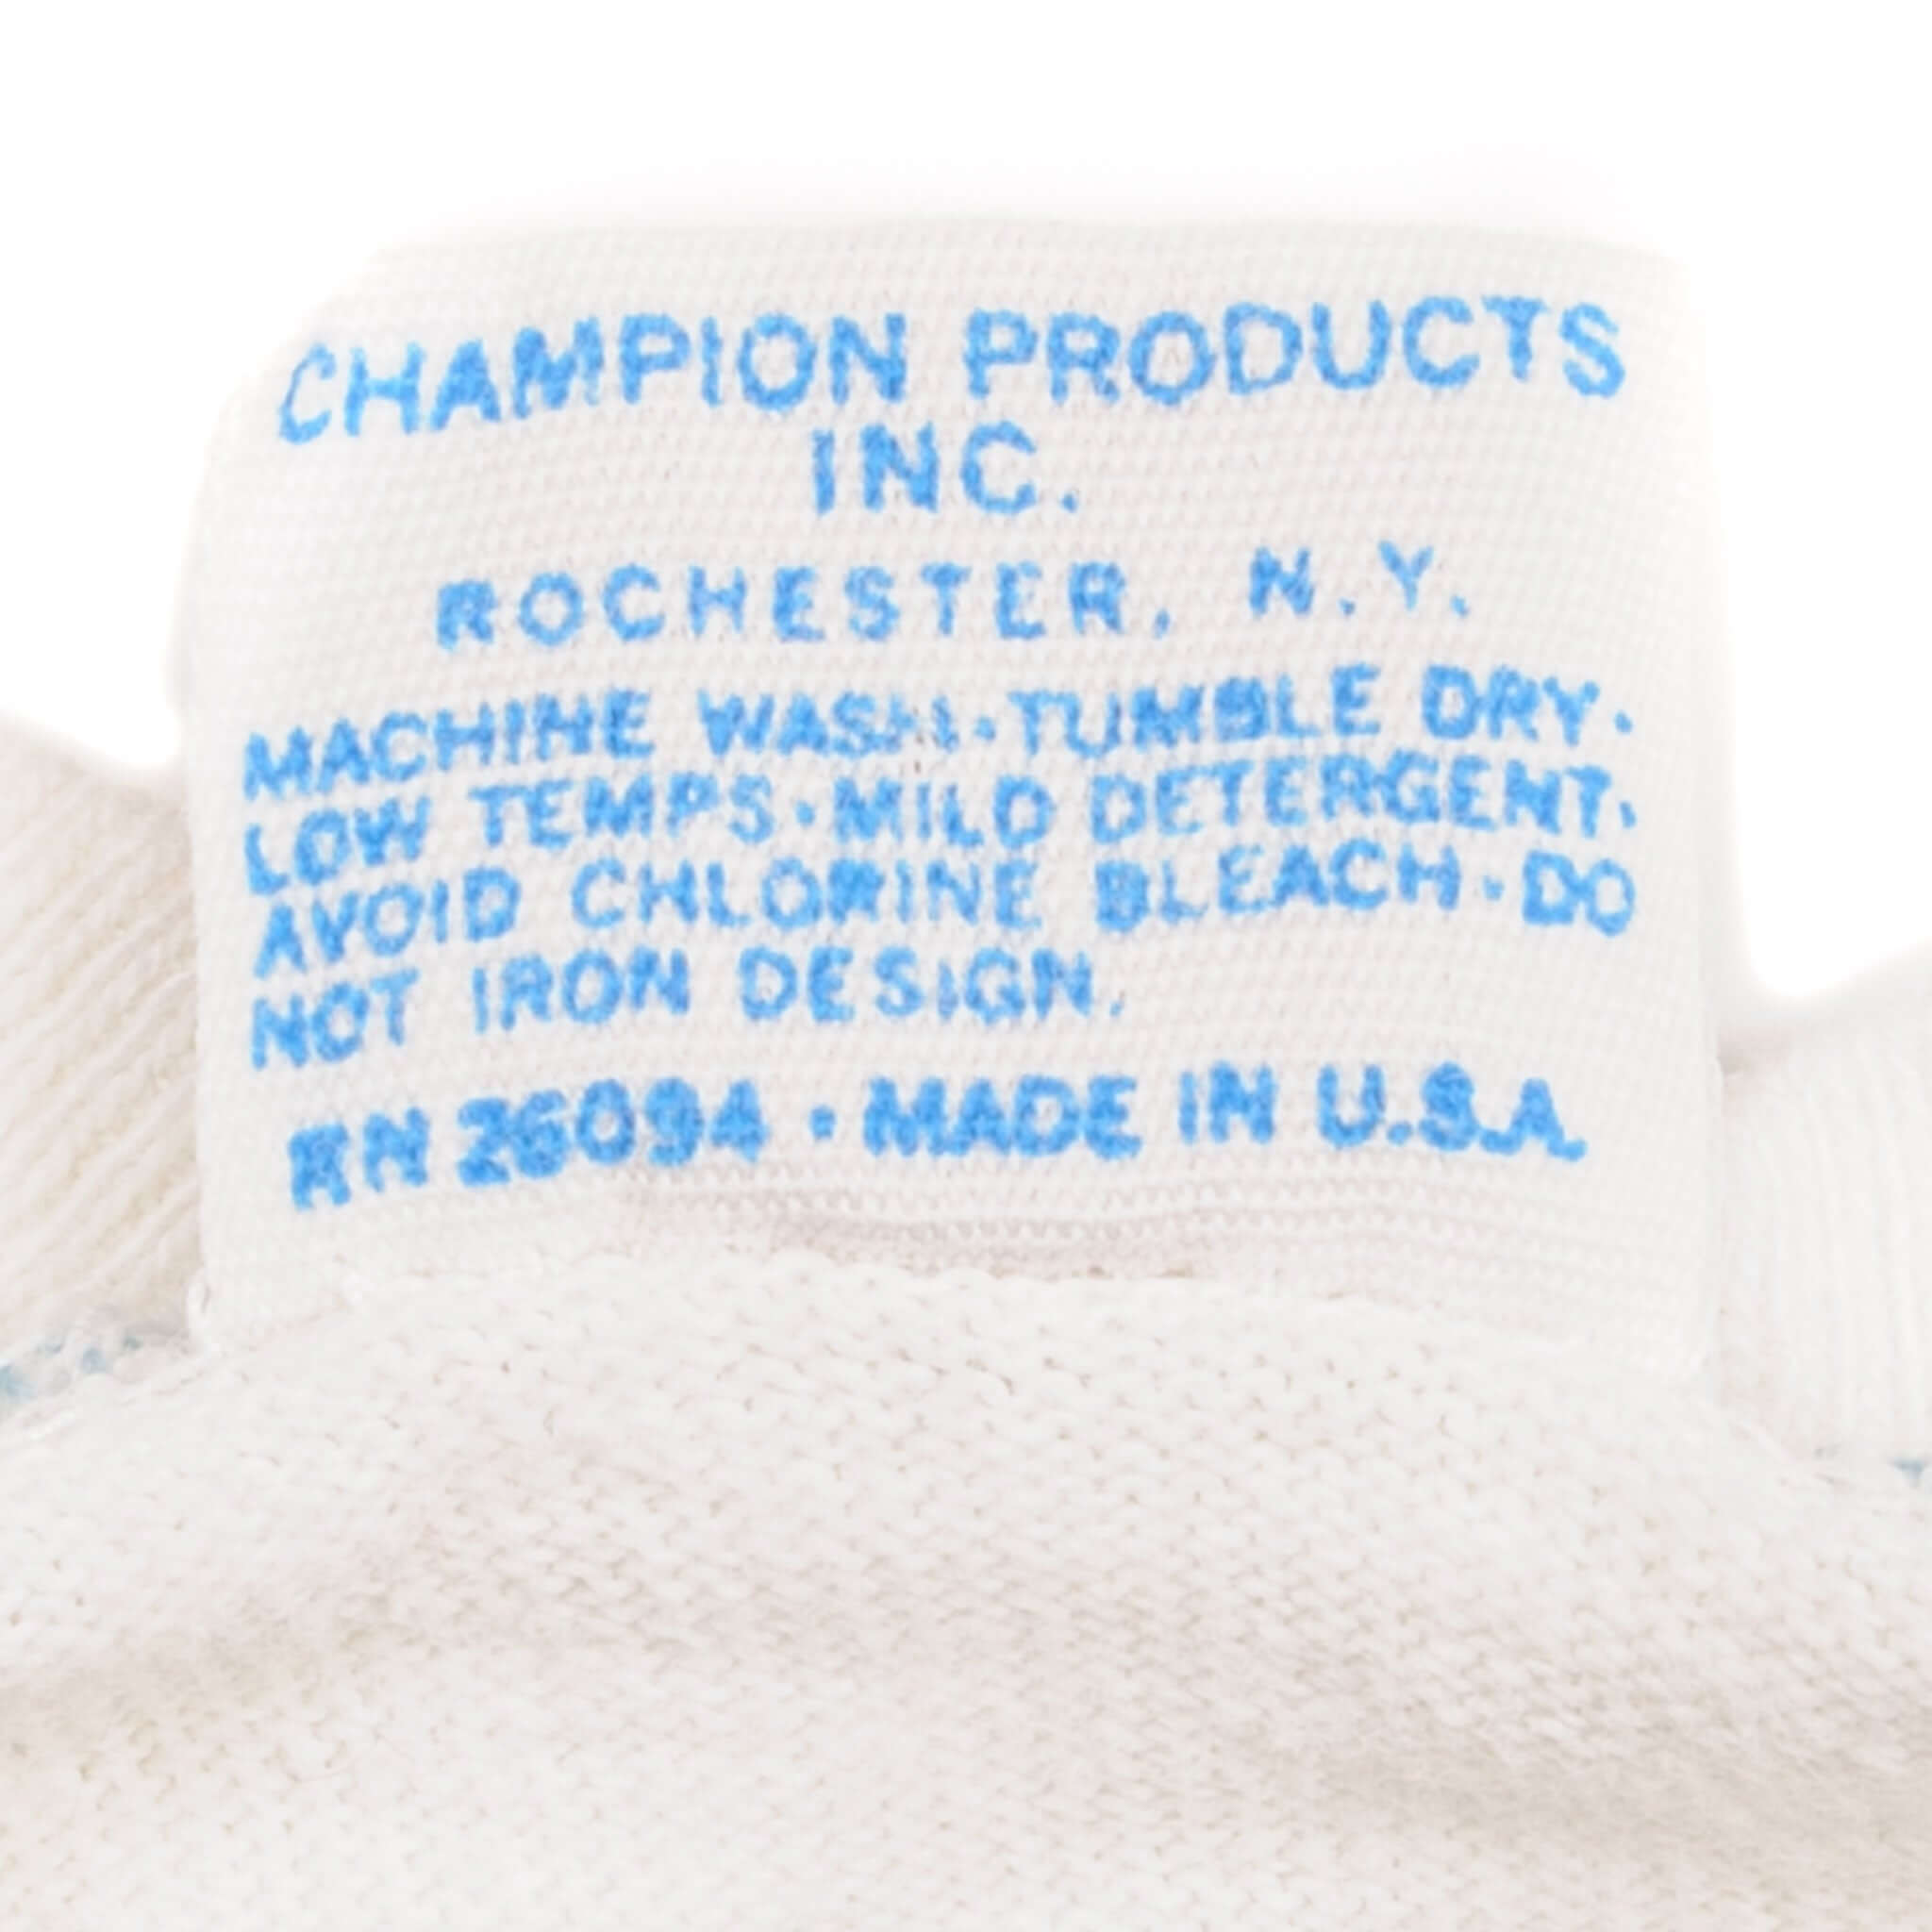 CHAMPION PRODUCTS
INC.
ROCHESTER, N.Y.
MACHINE WASH·TUMBLE DRY·
LOW TEMPS·MILD DETERGENT·
AVOID CHLORINE BLEACH·DO
NOT IRON DESIGN.
RN 26094 · MADE IN U.S.A.